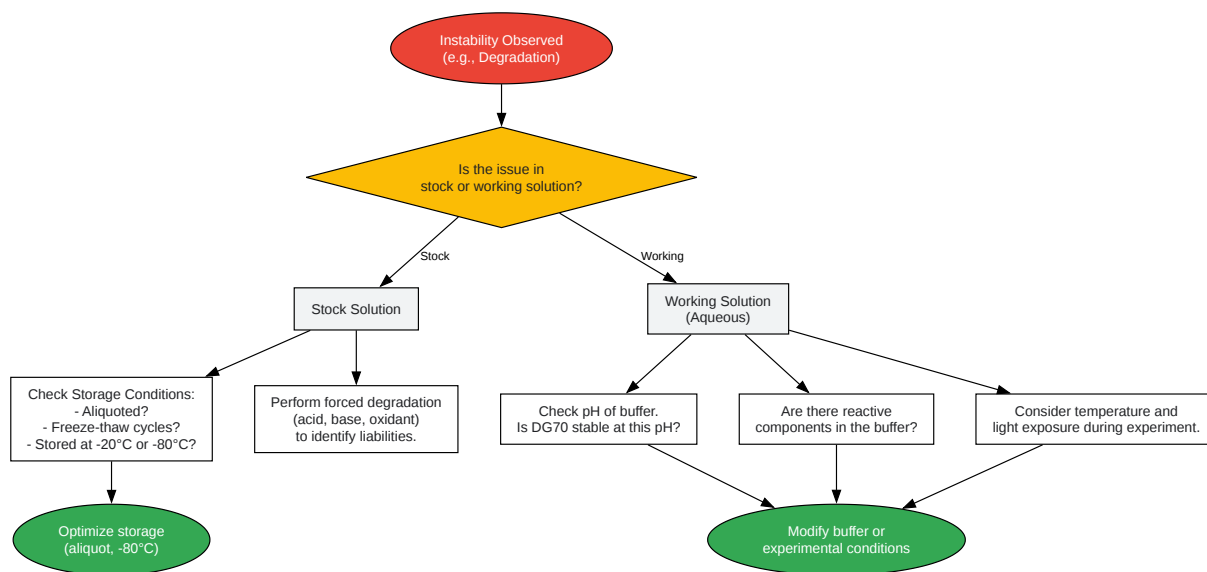 Instability Observed
(e.g., Degradation)
Is the issue in
stock or working solution?
Stock
Working
Stock Solution
Working Solution
(Aqueous)
Check Storage Conditions:
- Aliquoted?
- Freeze-thaw cycles?
- Stored at -20°C or -80°C?
Perform forced degradation
(acid, base, oxidant)
to identify liabilities.
Check pH of buffer.
Is DG70 stable at this pH?
Are there reactive
components in the buffer?
Consider temperature and
light exposure during experiment.
Optimize storage
(aliquot, -80°C)
Modify buffer or
experimental conditions